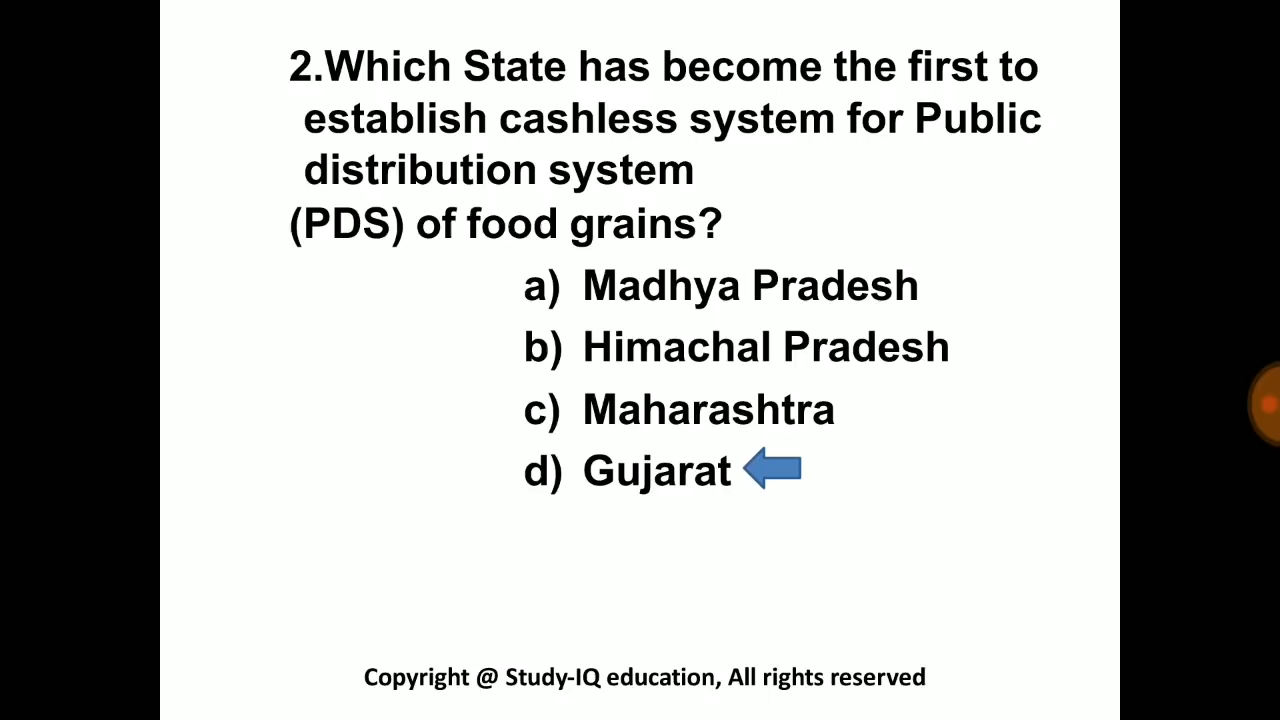 2.Which State has become the first to
establish cashless system for Public
distribution system
(PDS) of food grains?
a) Madhya Pradesh
b) Himachal Pradesh
c) Maharashtra
d) Gujarat
Copyright @ Study-IQ education, All rights reserved